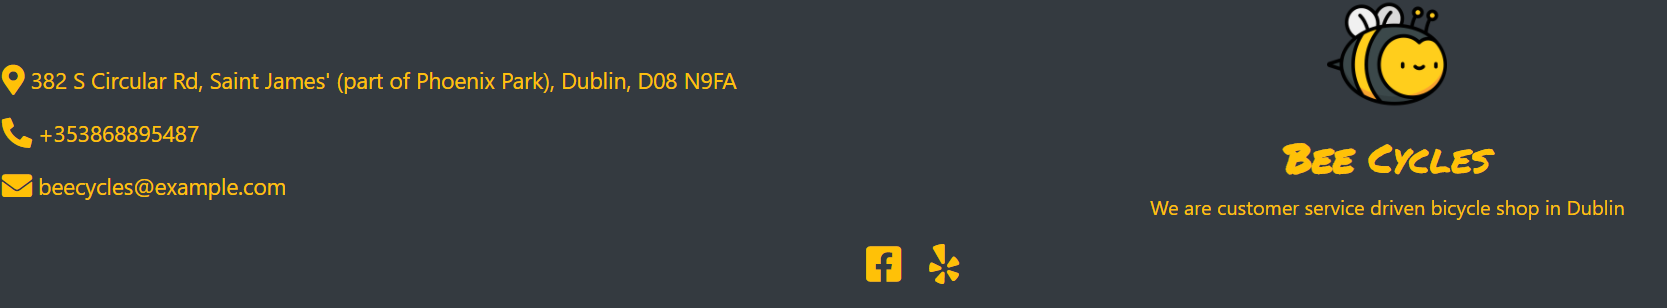 382 S Circular Rd, Saint James' (part of Phoenix Park), Dublin, D08 N9FA
+353868895487
beecycles@example.com
Bee Cycles
We are customer service driven bicycle shop in Dublin